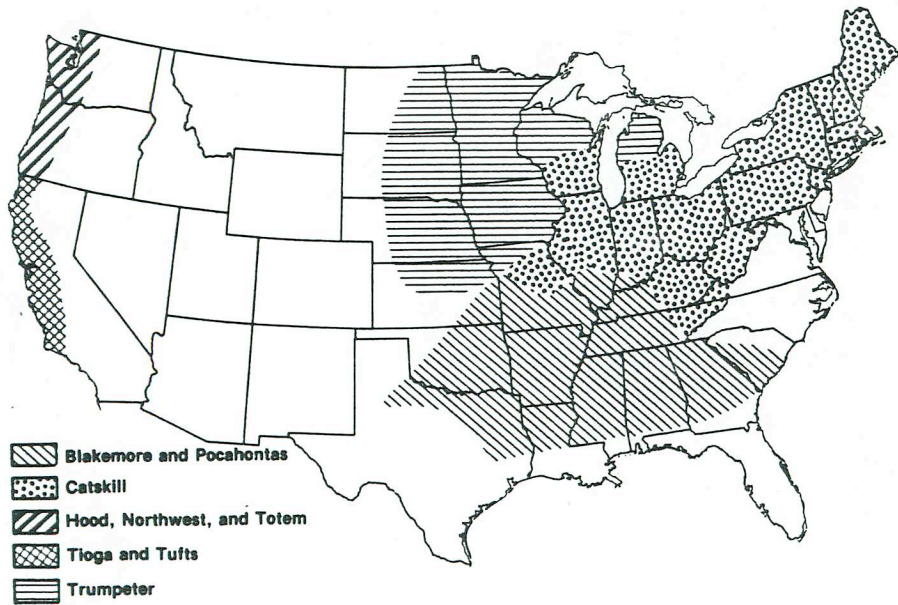 Blakemore and Pocahontas
Catskill
Hood, Northwest, and Totem
Tioga and Tufts
Trumpeter